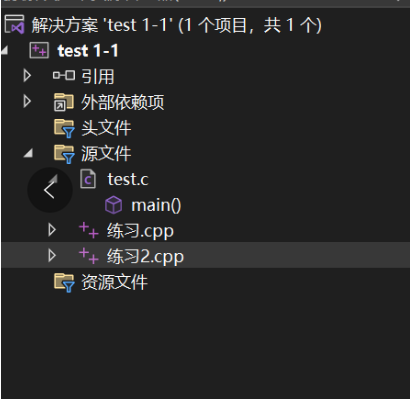 解决方案 'test 1-1' (1 个项目，共 1 个)
test 1-1
引用
外部依赖项
头文件
源文件
test.c
main()
练习.cpp
练习2.cpp
资源文件